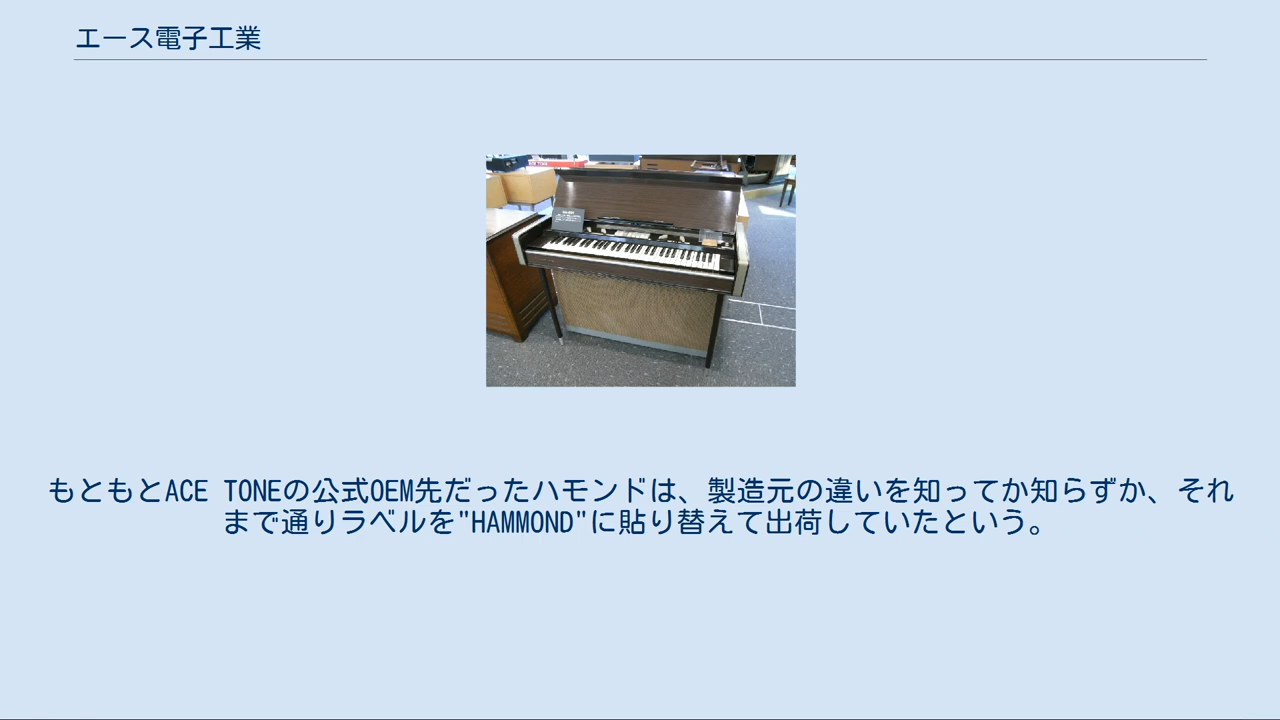 エース電子工業
もともとACE TONEの公式OEM先だったハモンドは、製造元の違いを知ってか知らずか、それ
まで通りラベルを"HAMMOND"に貼り替えて出荷していたという。